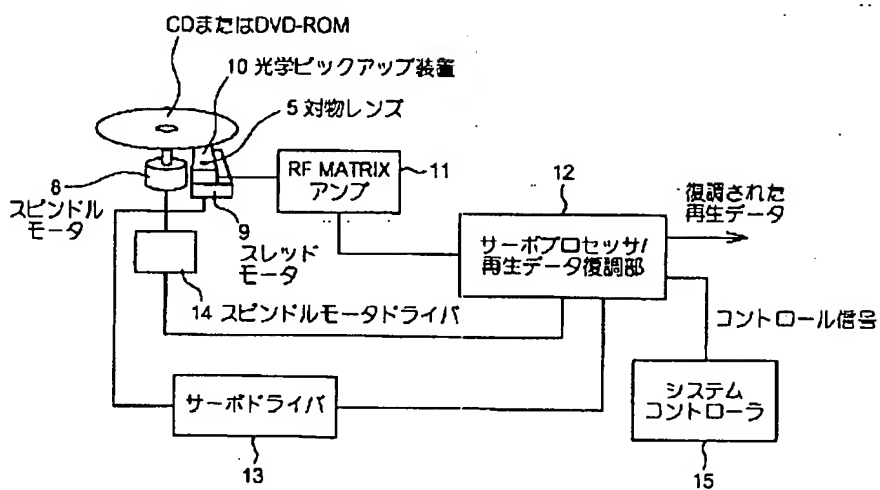 CDまたはDVD-ROM
10 光学ピックアップ装置
5 対物レンズ
8
スピンドル
モータ
9
スレッド
モータ
RF MATRIX
アンプ
11
12
サーボプロセッサ/
再生データ復調部
復調された
再生データ
14 スピンドルモータドライバ
コントロール信号
サーボドライバ
13
システム
コントローラ
15